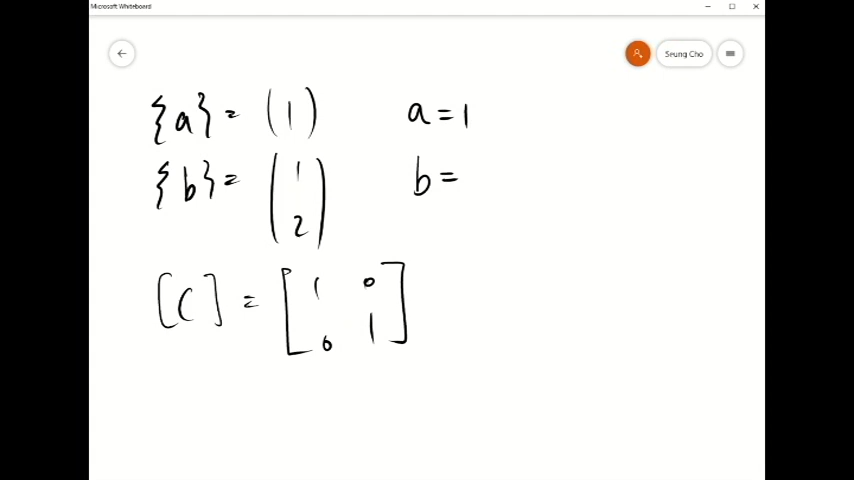 Microsoft Whiteboard
Seung Cho
{a} = (1) a = 1
{b} = (1 b =
2)
[C] = [1 0
0 1]